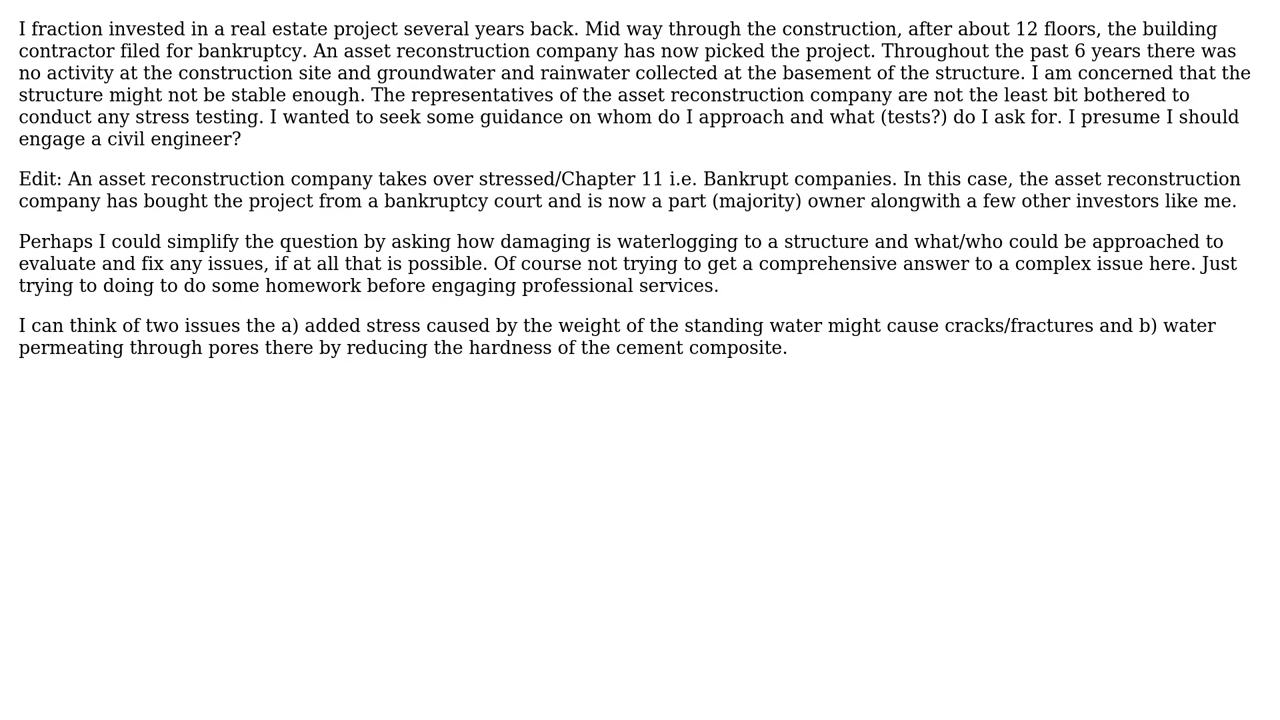 I fraction invested in a real estate project several years back. Mid way through the construction, after about 12 floors, the building
contractor filed for bankruptcy. An asset reconstruction company has now picked the project. Throughout the past 6 years there was
no activity at the construction site and groundwater and rainwater collected at the basement of the structure. I am concerned that the
structure might not be stable enough. The representatives of the asset reconstruction company are not the least bit bothered to
conduct any stress testing. I wanted to seek some guidance on whom do I approach and what (tests?) do I ask for. I presume I should
engage a civil engineer?
Edit: An asset reconstruction company takes over stressed/Chapter 11 i.e. Bankrupt companies. In this case, the asset reconstruction
company has bought the project from a bankruptcy court and is now a part (majority) owner alongwith a few other investors like me.
Perhaps I could simplify the question by asking how damaging is waterlogging to a structure and what/who could be approached to
evaluate and fix any issues, if at all that is possible. Of course not trying to get a comprehensive answer to a complex issue here. Just
trying to doing to do some homework before engaging professional services.
I can think of two issues the a) added stress caused by the weight of the standing water might cause cracks/fractures and b) water
permeating through pores there by reducing the hardness of the cement composite.